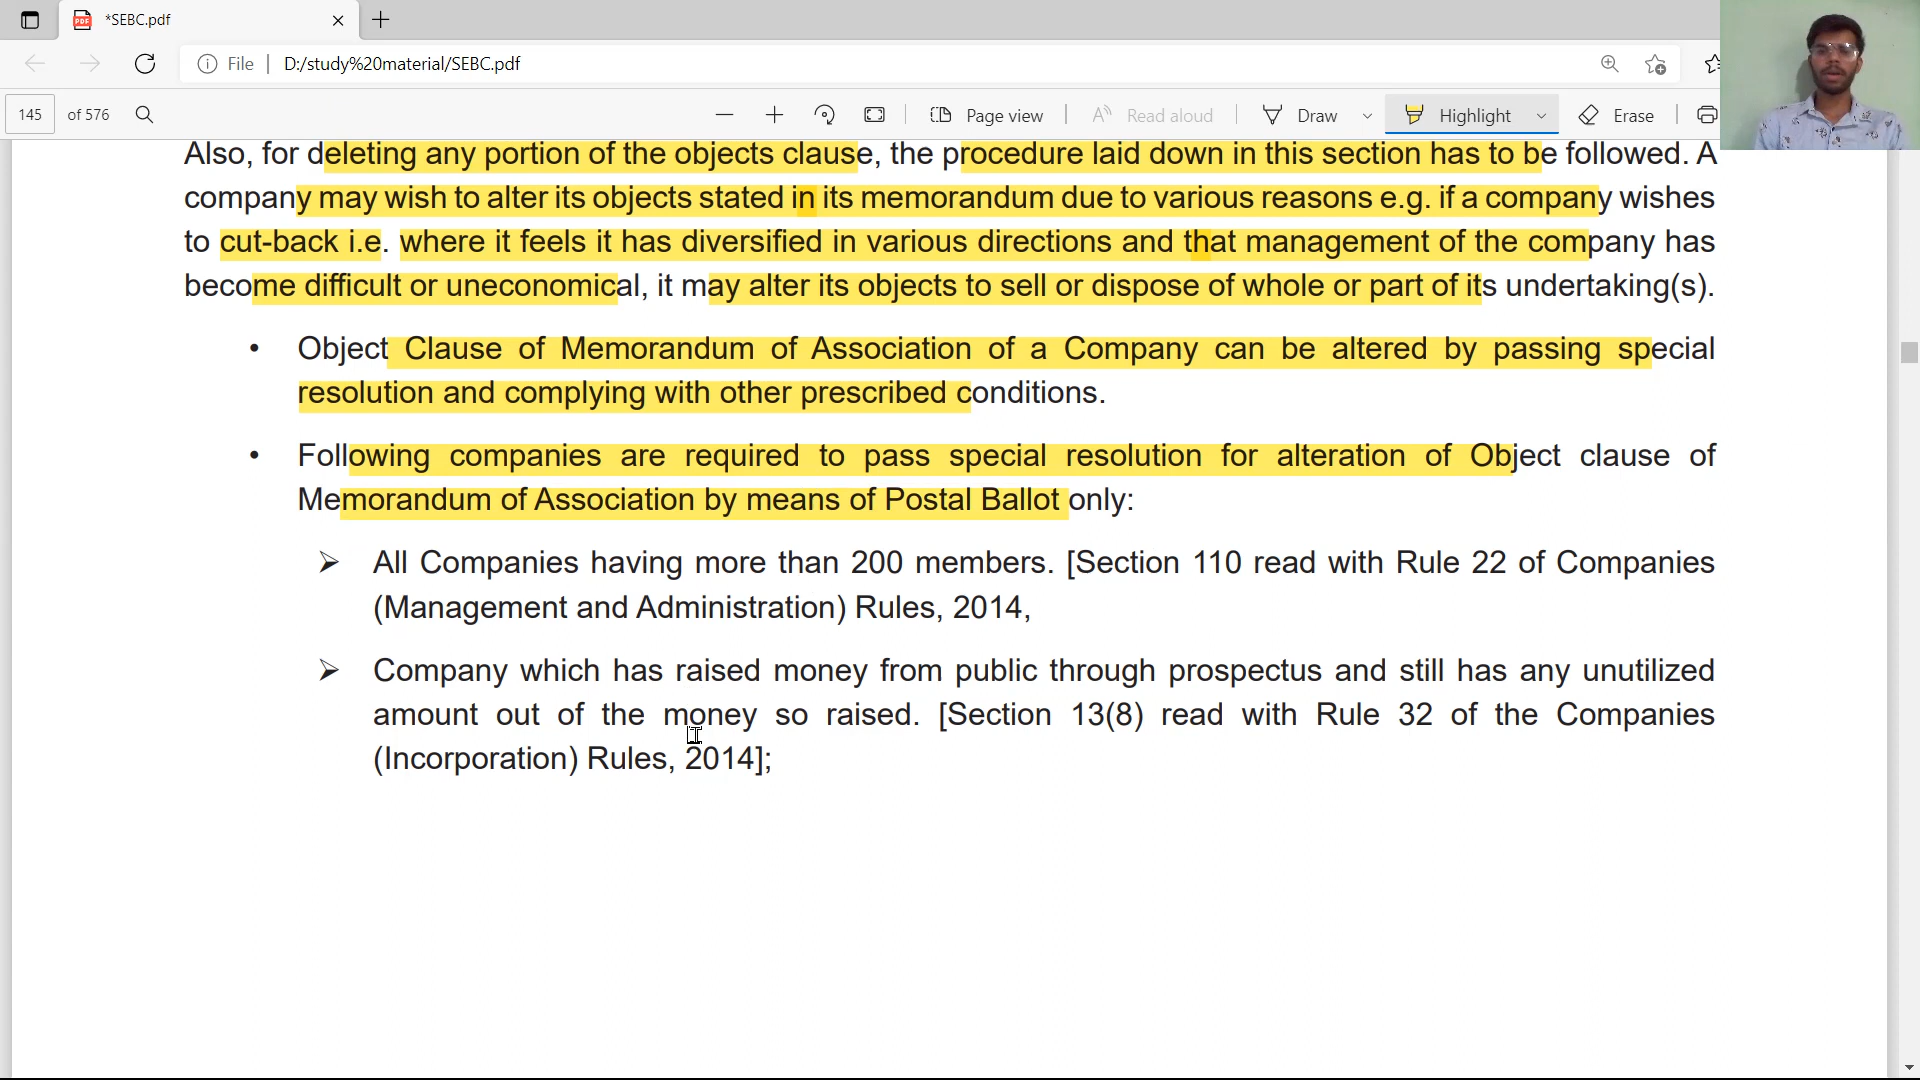 *SEBC.pdf
File | D:/study%20material/SEBC.pdf
145 of 576 Page view Read aloud Draw Highlight Erase
Also, for deleting any portion of the objects clause, the procedure laid down in this section has to be followed. A
company may wish to alter its objects stated in its memorandum due to various reasons e.g. if a company wishes
to cut-back i.e. where it feels it has diversified in various directions and that management of the company has
become difficult or uneconomical, it may alter its objects to sell or dispose of whole or part of its undertaking(s).
• Object Clause of Memorandum of Association of a Company can be altered by passing special
resolution and complying with other prescribed conditions.
• Following companies are required to pass special resolution for alteration of Object clause of
Memorandum of Association by means of Postal Ballot only:
➢ All Companies having more than 200 members. [Section 110 read with Rule 22 of Companies
(Management and Administration) Rules, 2014,
➢ Company which has raised money from public through prospectus and still has any unutilized
amount out of the money so raised. [Section 13(8) read with Rule 32 of the Companies
(Incorporation) Rules, 2014];